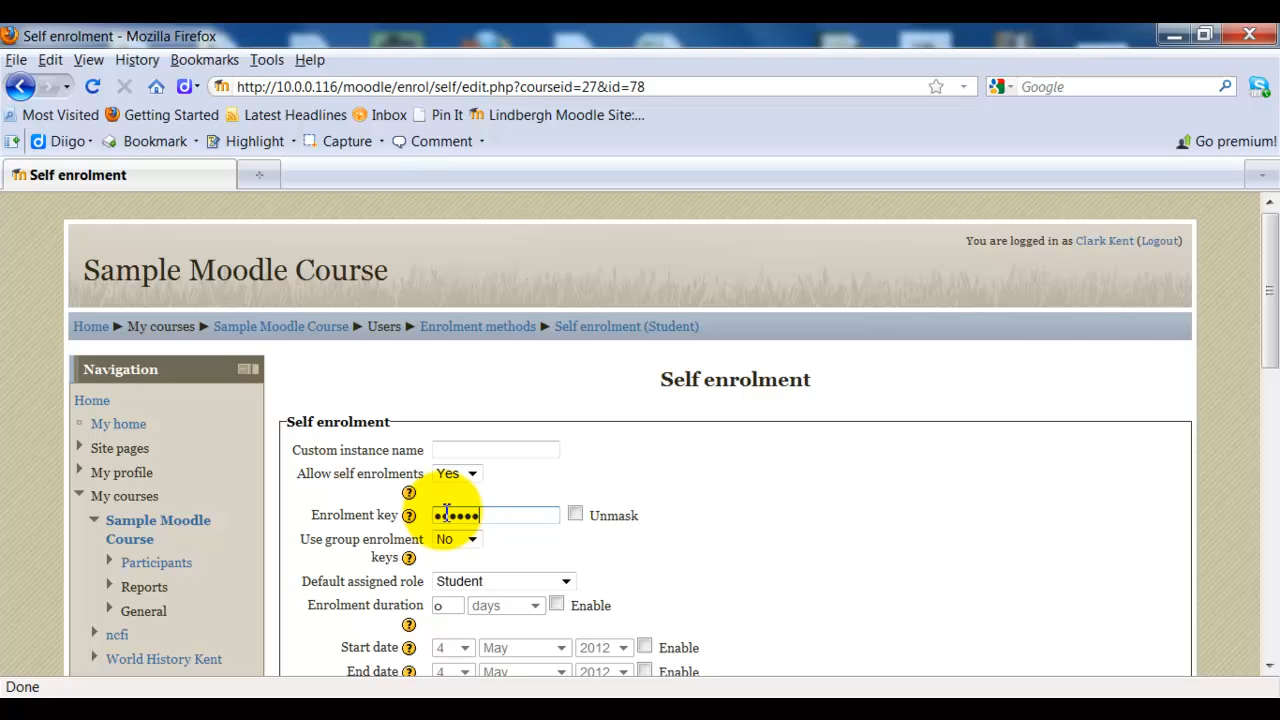 Self enrolment - Mozilla Firefox
File Edit View History Bookmarks Tools Help
http://10.0.0.116/moodle/enrol/self/edit.php?courseid=27&id=78
Google
Most Visited Getting Started Latest Headlines Inbox Pin It Lindbergh Moodle Site:...
Diigo Bookmark Highlight Capture Comment Go premium!
Self enrolment
You are logged in as Clark Kent (Logout)
Sample Moodle Course
Home ► My courses ► Sample Moodle Course ► Users ► Enrolment methods ► Self enrolment (Student)
Navigation
Home
My home
Site pages
My profile
My courses
Sample Moodle
Course
Participants
Reports
General
ncfi
World History Kent
Self enrolment
Self enrolment
Custom instance name
Allow self enrolments Yes
Enrolment key •••••• Unmask
Use group enrolment No
keys
Default assigned role Student
Enrolment duration 0 days Enable
Start date 4 May 2012 Enable
End date 4 May 2012 Enable
Done